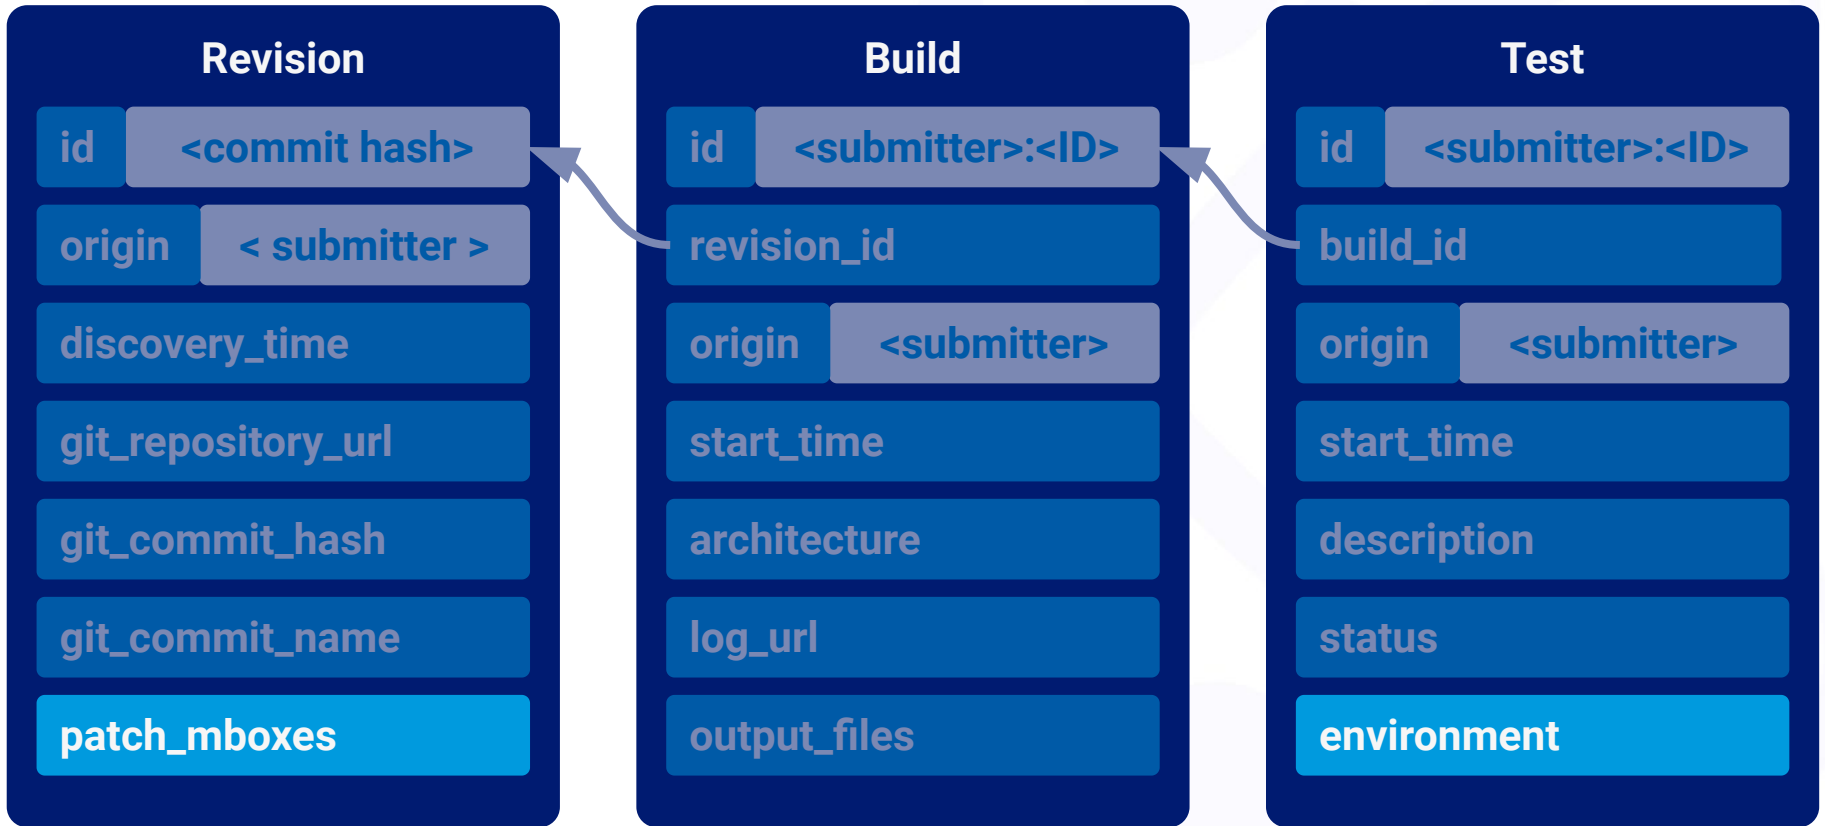 Revision
id <commit hash>
origin < submitter >
discovery_time
git_repository_url
git_commit_hash
git_commit_name
patch_mboxes
Build
id <submitter>:<ID>
revision_id
origin <submitter>
start_time
architecture
log_url
output_files
Test
id <submitter>:<ID>
build_id
origin <submitter>
start_time
description
status
environment